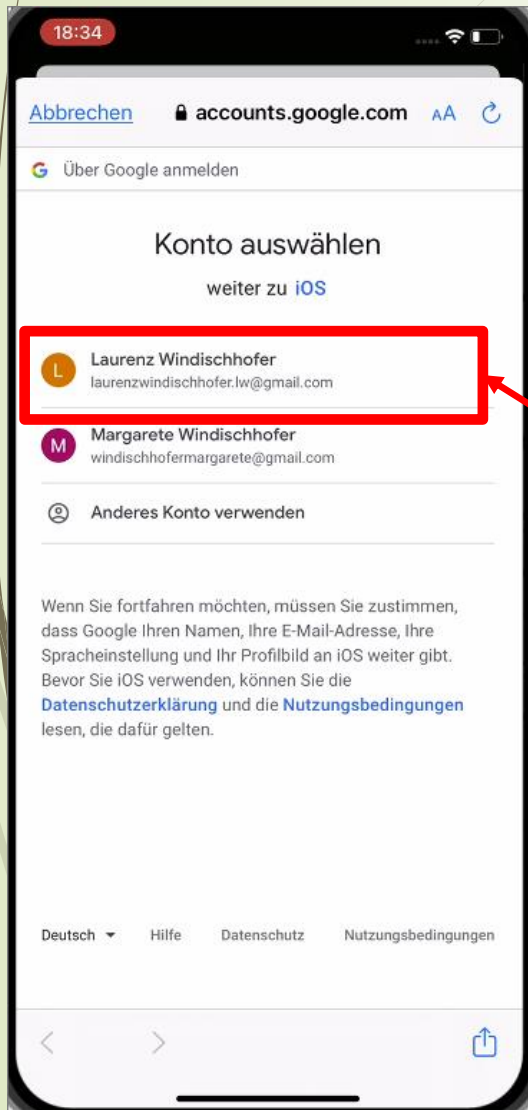 18:34
Abbrechen accounts.google.com AA
G Über Google anmelden
Konto auswählen
weiter zu iOS
L Laurenz Windischhofer
laurenzwindischhofer.lw@gmail.com
M Margarete Windischhofer
windischhofermargarete@gmail.com
Anderes Konto verwenden
Wenn Sie fortfahren möchten, müssen Sie zustimmen,
dass Google Ihren Namen, Ihre E-Mail-Adresse, Ihre
Spracheinstellung und Ihr Profilbild an iOS weiter gibt.
Bevor Sie iOS verwenden, können Sie die
Datenschutzerklärung und die Nutzungsbedingungen
lesen, die dafür gelten.
Deutsch Hilfe Datenschutz Nutzungsbedingungen